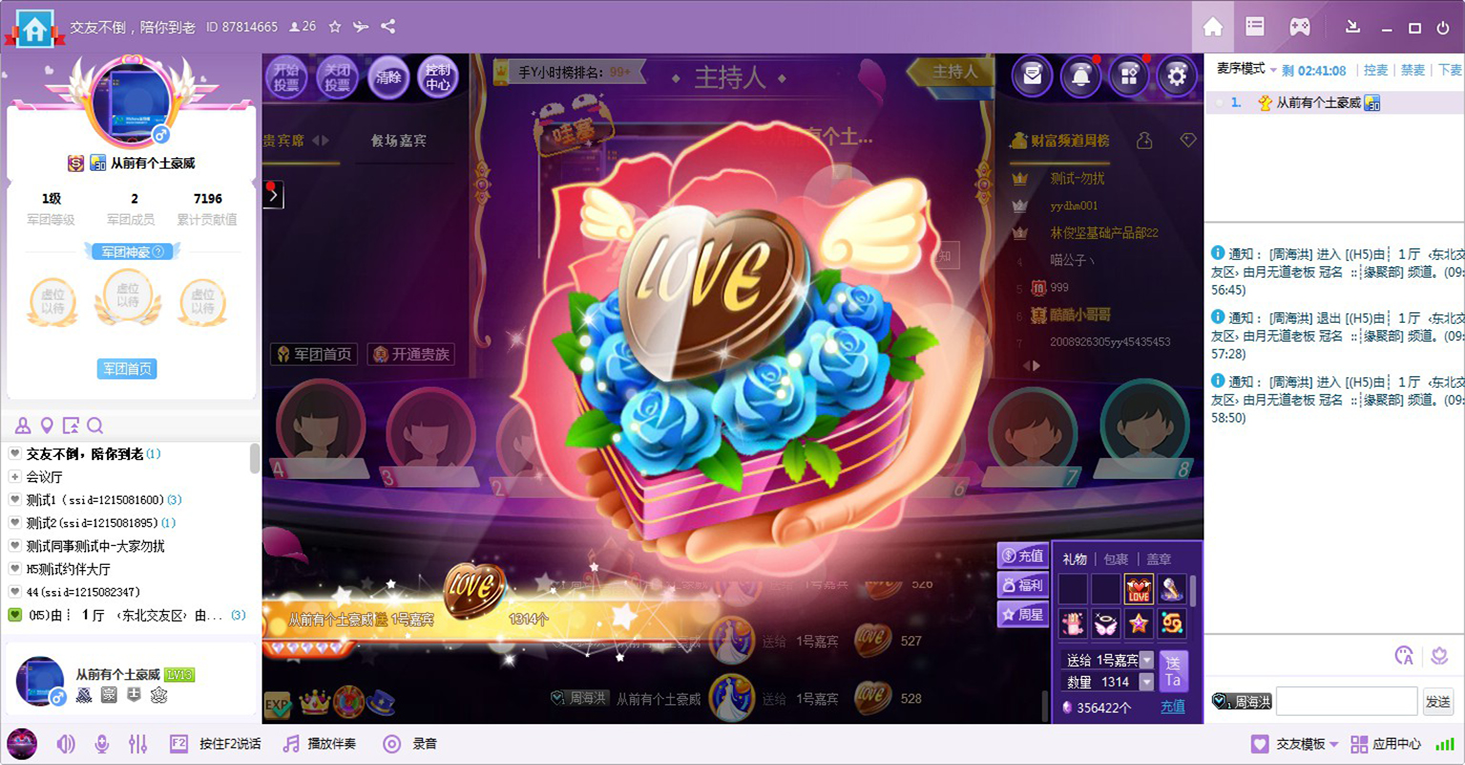 交友不倒，陪你到老 ID 87814665 26
从前有个土豪威
1级 2 7196
军团等级 军团成员 累计贡献值
军团神豪
虚位以待 虚位以待 虚位以待
军团首页
交友不倒，陪你到老 (1)
会议厅
测试1 (ssid=1215081600) (3)
测试2(ssid=1215081895) (1)
测试同事测试中-大家勿扰
H5测试约伴大厅
44(ssid=1215082347)
(H5)由┊ 1厅 ‹东北交友区› 由... (3)
从前有个土豪威 LV13
开始投票 关闭投票 清除 控制中心
手Y小时榜排名: 99+
主持人
主持人
贵宾席 候场嘉宾
哇塞
个土...
军团首页 开通贵族
LOVE
财富频道周榜
测试-勿扰
yydhm001
林俊坚基础产品部22
4 喵公子丶
5 999
6 酷酷小哥哥
7 2008926305yy45435453
知
4 3 2 6 7 8
LOVE
从前有个土豪威 送 1号嘉宾 1314个
1号嘉宾 526
送给 1号嘉宾 527
周海洪 从前有个土豪威 送给 1号嘉宾 528
EXP
充值
福利
周星
礼物 | 包裹 | 盖章
LOVE
送给 1号嘉宾
数量 1314
送Ta
356422个 充值
麦序模式 剩 02:41:08 | 控麦 | 禁麦 | 下麦
1. 从前有个土豪威
通知： [周海洪] 进入 [(H5)由┊ 1厅 ‹东北交
友区› 由月无道老板 冠名 ::┊缘聚部] 频道。(09:
56:45)
通知： [周海洪] 退出 [(H5)由┊ 1厅 ‹东北交
友区› 由月无道老板 冠名 ::┊缘聚部] 频道。(09:
57:28)
通知： [周海洪] 进入 [(H5)由┊ 1厅 ‹东北交
友区› 由月无道老板 冠名 ::┊缘聚部] 频道。(09:
58:50)
周海洪 发送
F2 按住F2说话 播放伴奏 录音
交友模板 应用中心